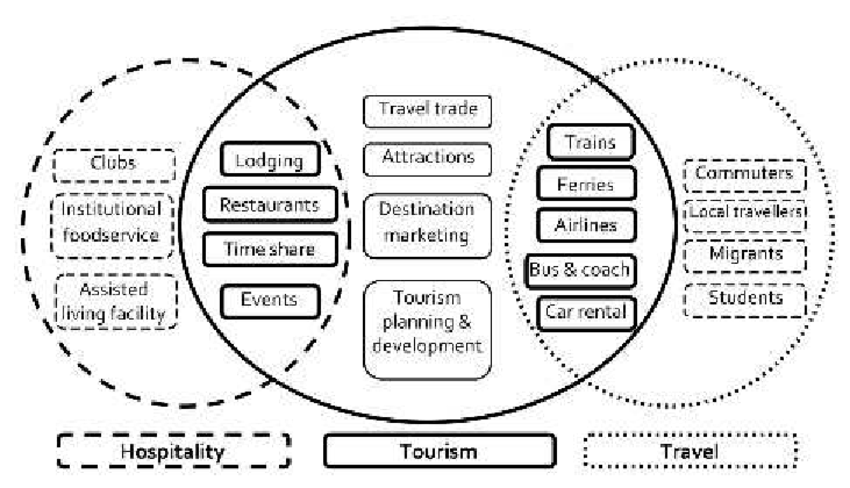 Clubs
Institutional
foodservice
Assisted
living facility
Lodging
Restaurants
Time share
Events
Travel trade
Attractions
Destination
marketing
Tourism
planning &
development
Trains
Ferries
Airlines
Bus & coach
Car rental
Commuters
Local travellers
Migrants
Students
Hospitality
Tourism
Travel